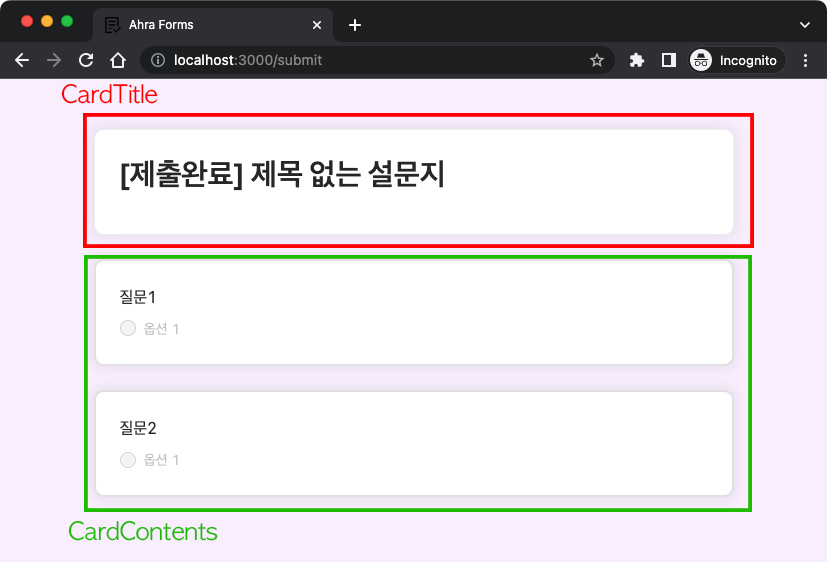 Ahra Forms
localhost:3000/submit
Incognito
CardTitle
[제출완료] 제목 없는 설문지
질문1
옵션 1
질문2
옵션 1
CardContents